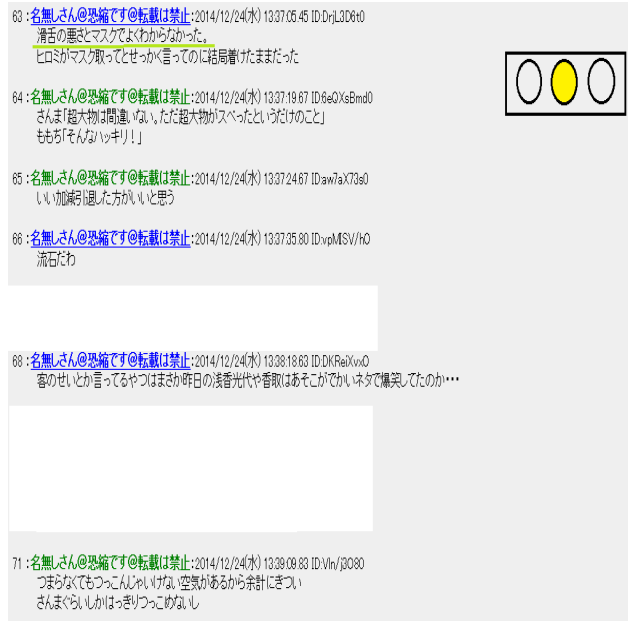 63 :名無しさん@恐縮です@転載は禁止:2014/12/24(水) 13:37:05.45 ID:DrjL3D6t0
滑舌の悪さとマスクでよくわからなかった。
ヒロミがマスク取ってとせっかく言ってのに結局着けたままだった
64 :名無しさん@恐縮です@転載は禁止:2014/12/24(水) 13:37:19.67 ID:6eQXsBmd0
さんま「超大物は間違いない。ただ超大物がスベったというだけのこと」
ももち「そんなハッキリ！」
65 :名無しさん@恐縮です@転載は禁止:2014/12/24(水) 13:37:24.67 ID:aw7aX73s0
いい加減引退した方がいいと思う
66 :名無しさん@恐縮です@転載は禁止:2014/12/24(水) 13:37:35.80 ID:vpMlSV/hO
流石だわ
68 :名無しさん@恐縮です@転載は禁止:2014/12/24(水) 13:38:18.63 ID:DKReiXvxO
客のせいとか言ってるやつはまさか昨日の浅香光代や香取はあそこがでかいネタで爆笑してたのか・・・
71 :名無しさん@恐縮です@転載は禁止:2014/12/24(水) 13:39:09.83 ID:Vln/j3O80
つまらなくてもつっこんじゃいけない空気があるから余計にきつい
さんまぐらいしかはっきりつっこめないし